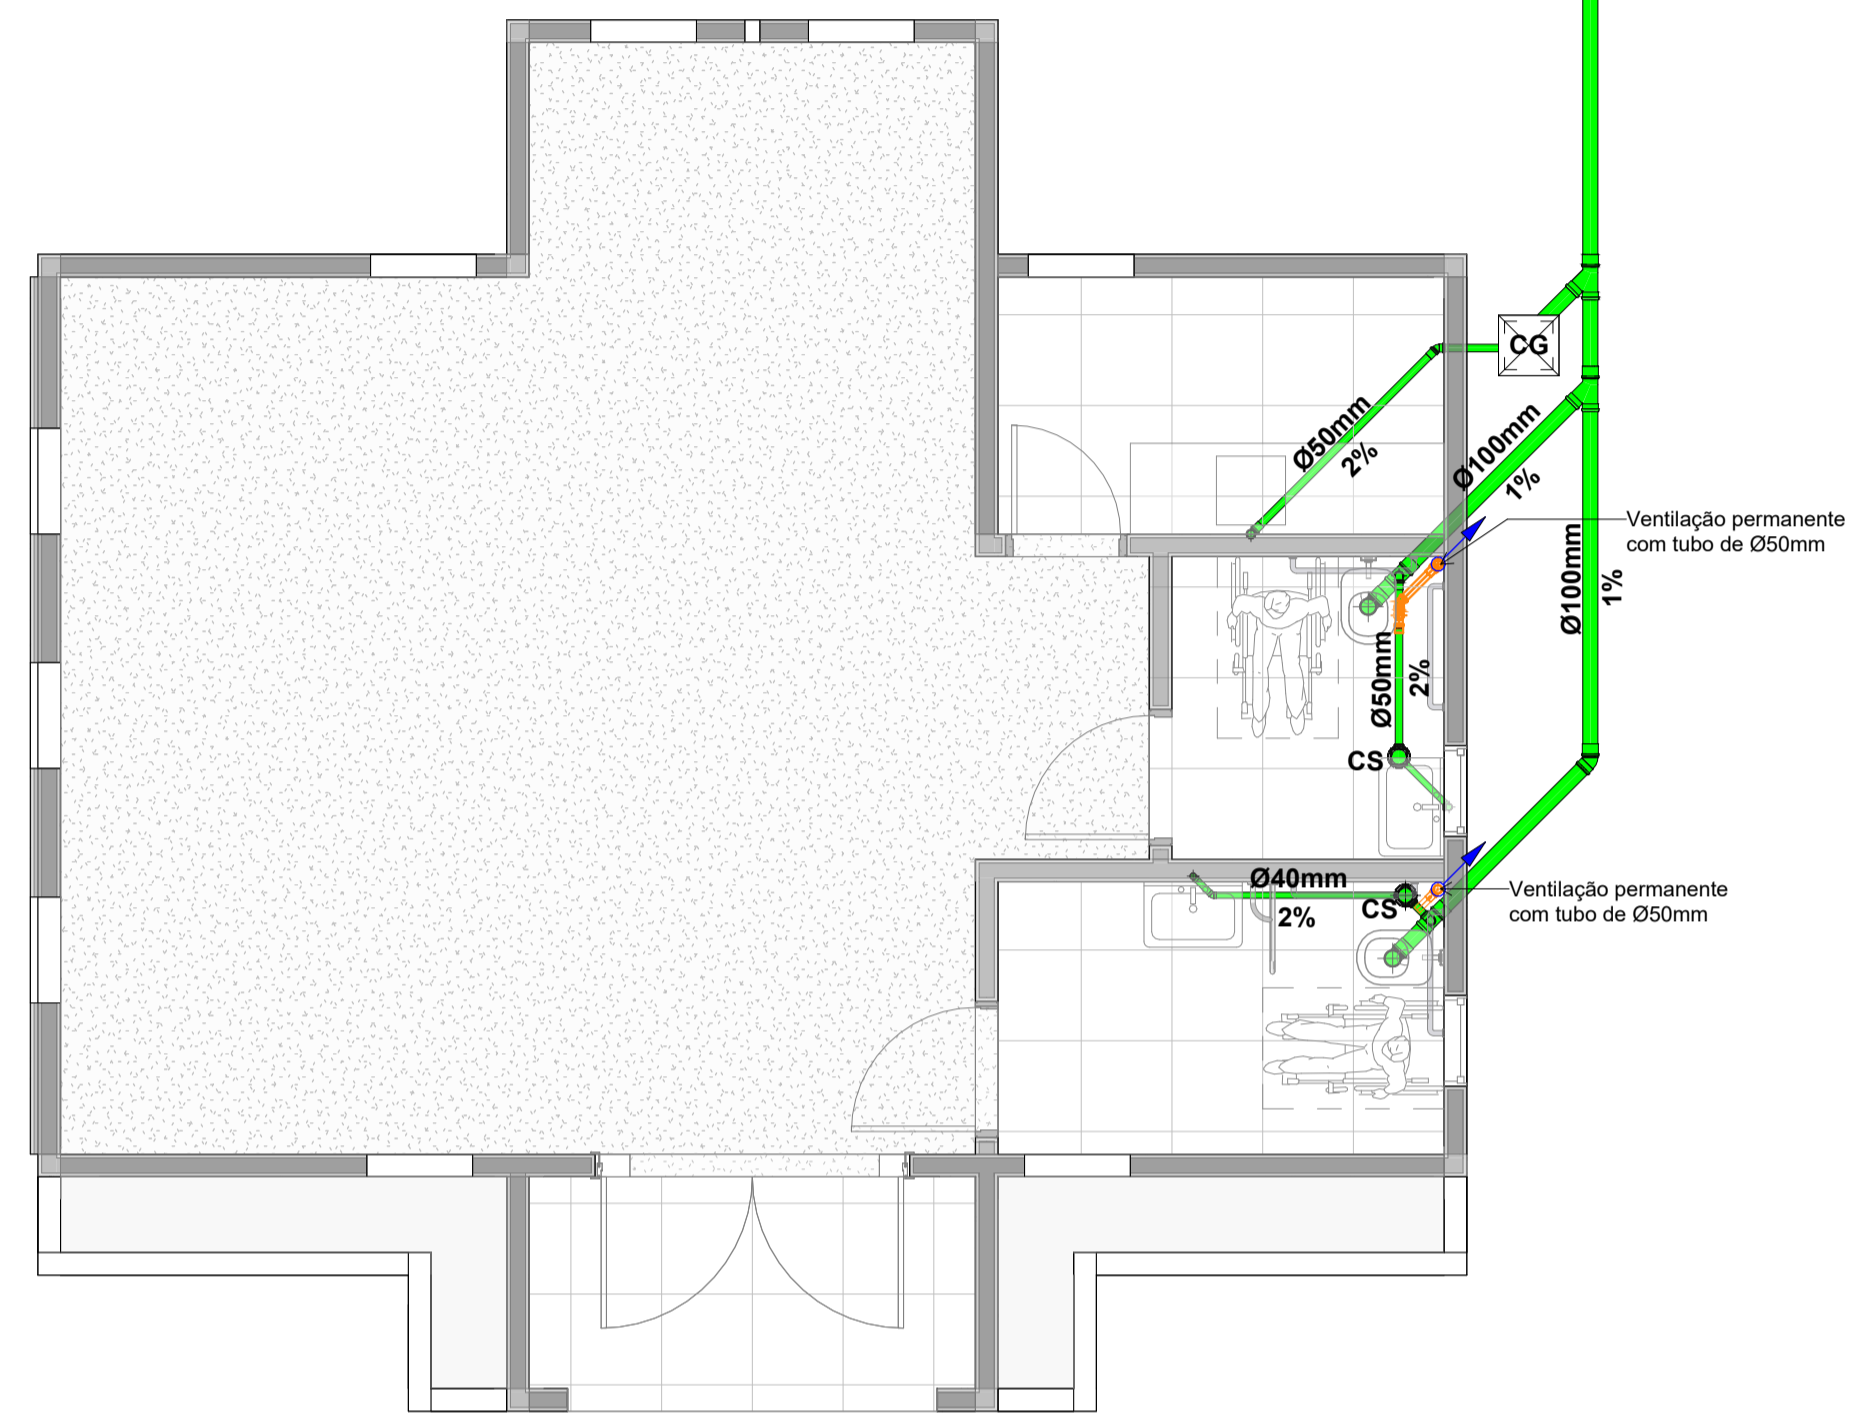 CG
Ø50mm
2%
Ø100mm
1%
Ventilação permanente
com tubo de Ø50mm
Ø100mm
1%
Ø50mm
2%
CS
Ø40mm
2%
CS
Ventilação permanente
com tubo de Ø50mm